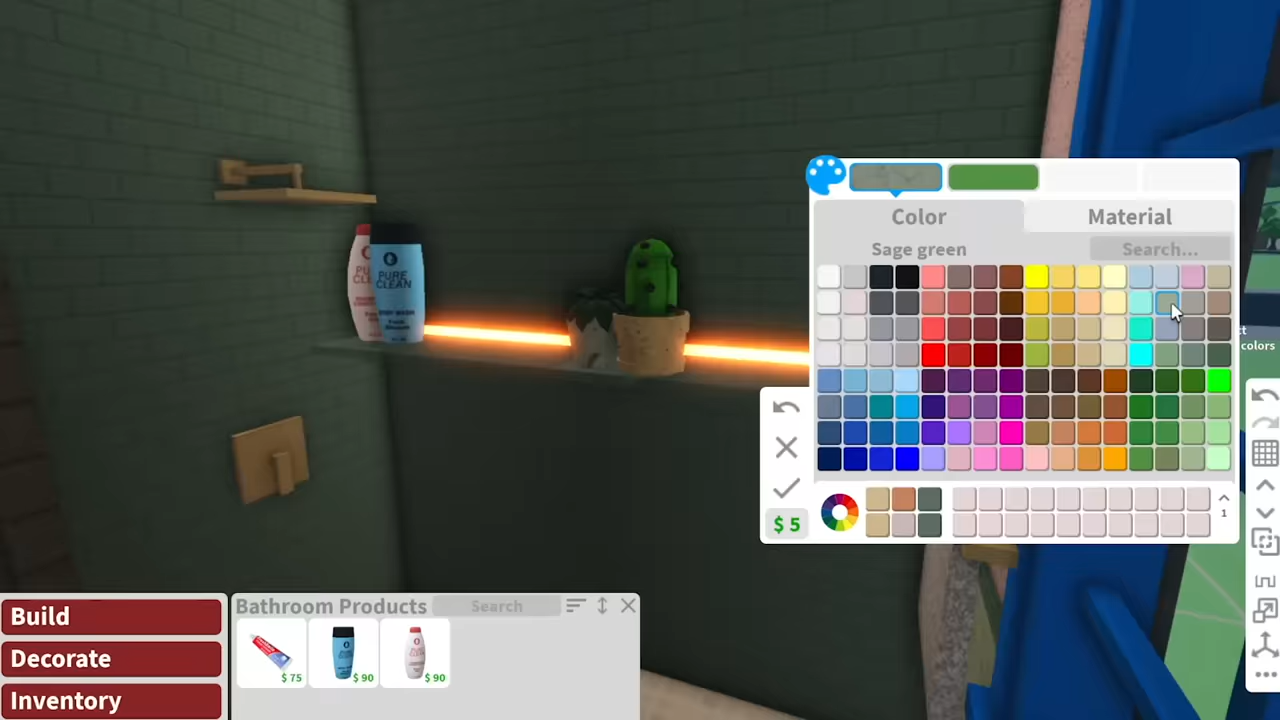 Color
Material
Sage green
Search...
PURE
CLEAN
BODY WASH
colors
$ 5
1
Build
Decorate
Inventory
Bathroom Products
Search
$ 75
$ 90
$ 90